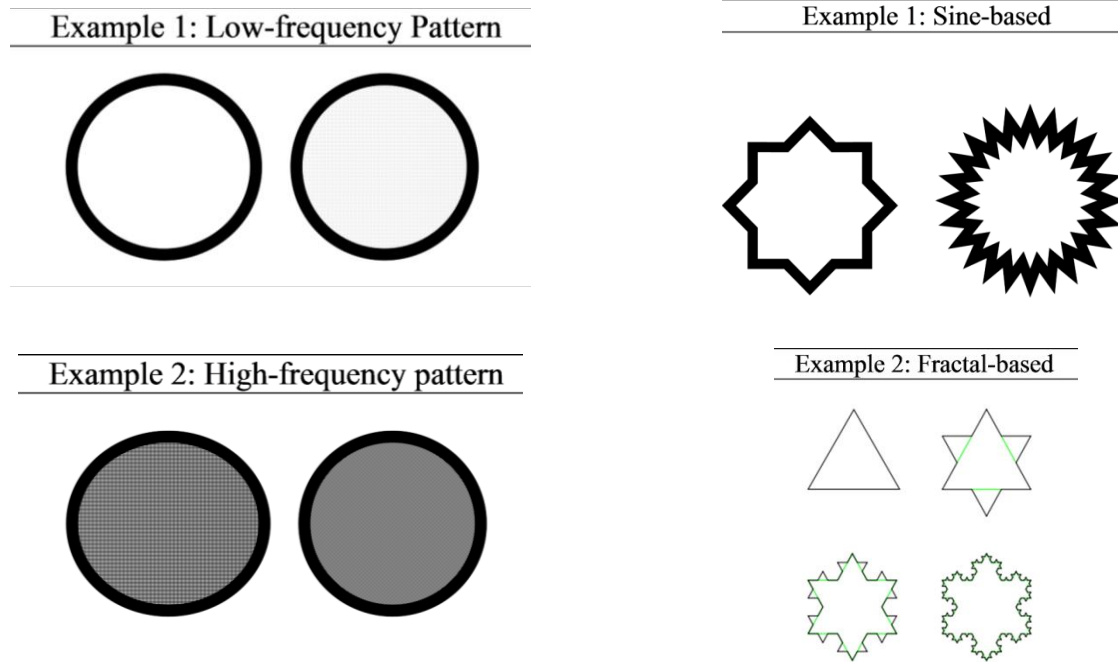 Example 1: Low-frequency Pattern
Example 1: Sine-based
Example 2: High-frequency pattern
Example 2: Fractal-based